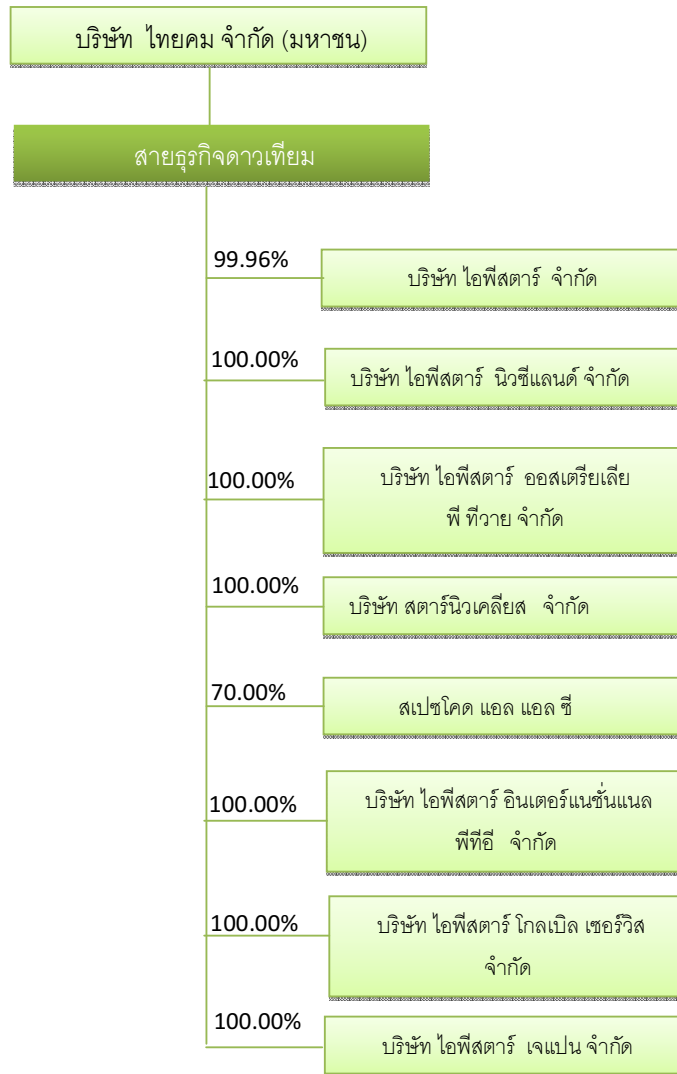 บริษัท ไทยคม จำกัด (มหาชน)
สายธุรกิจดาวเทียม
99.96%
บริษัท ไอพีสตาร์ จำกัด
100.00%
บริษัท ไอพีสตาร์ นิวซีแลนด์ จำกัด
100.00%
บริษัท ไอพีสตาร์ ออสเตรียเลีย
พี ทีวาย จำกัด
100.00%
บริษัท สตาร์นิวเคลียส จำกัด
70.00%
สเปซโคด แอล แอล ซี
100.00%
บริษัท ไอพีสตาร์ อินเตอร์แนชั่นแนล
พีทีอี จำกัด
100.00%
บริษัท ไอพีสตาร์ โกลเบิล เซอร์วิส
จำกัด
100.00%
บริษัท ไอพีสตาร์ เจแปน จำกัด